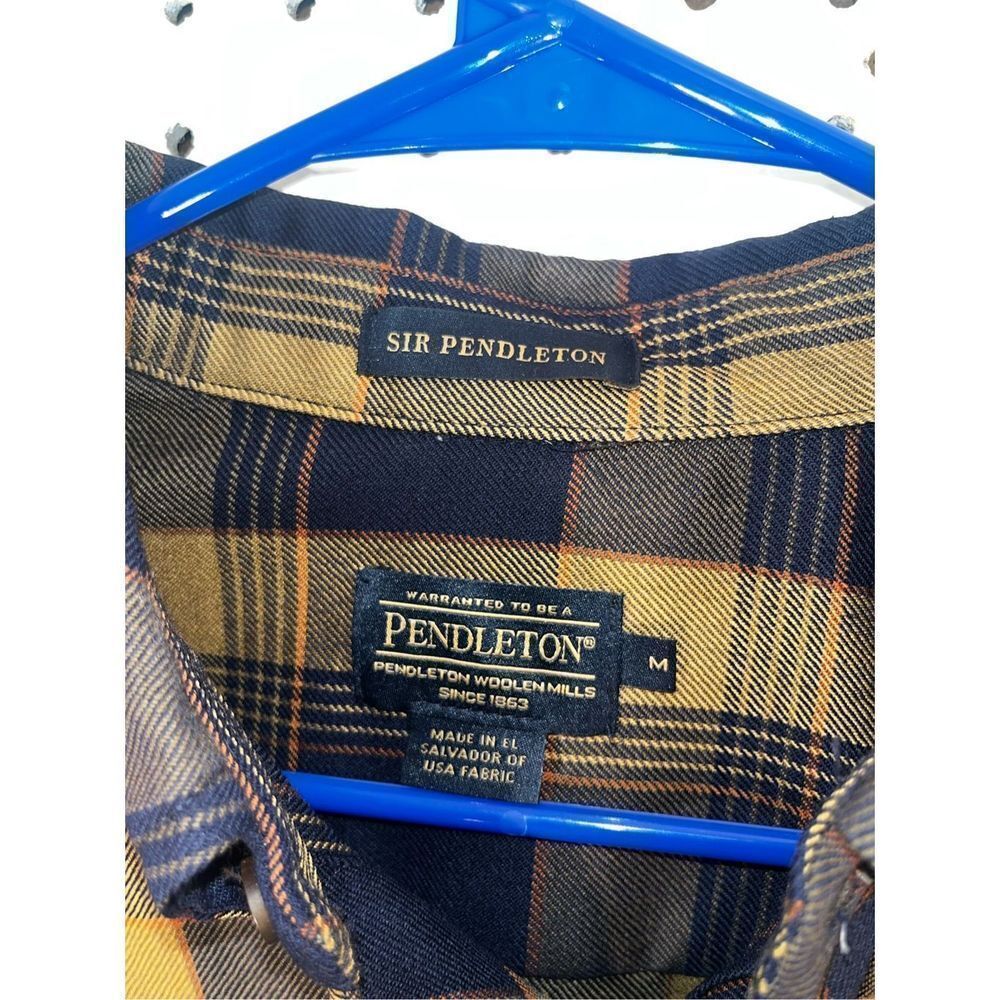 SIR PENDLETON
WARRANTED TO BE A
PENDLETON®
PENDLETON WOOLEN MILLS
SINCE 1863
M
MADE IN EL
SALVADOR OF
USA FABRIC